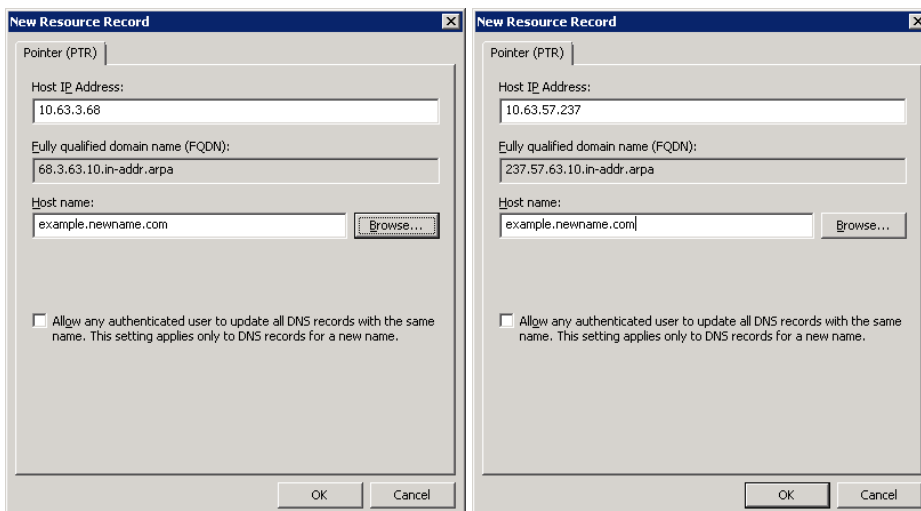 New Resource Record
Pointer (PTR)
Host IP Address:
10.63.3.68
Fully qualified domain name (FQDN):
68.3.63.10.in-addr.arpa
Host name:
example.newname.com
Browse...
Allow any authenticated user to update all DNS records with the same
name. This setting applies only to DNS records for a new name.
OK
Cancel
New Resource Record
Pointer (PTR)
Host IP Address:
10.63.57.237
Fully qualified domain name (FQDN):
237.57.63.10.in-addr.arpa
Host name:
example.newname.com
Browse...
Allow any authenticated user to update all DNS records with the same
name. This setting applies only to DNS records for a new name.
OK
Cancel